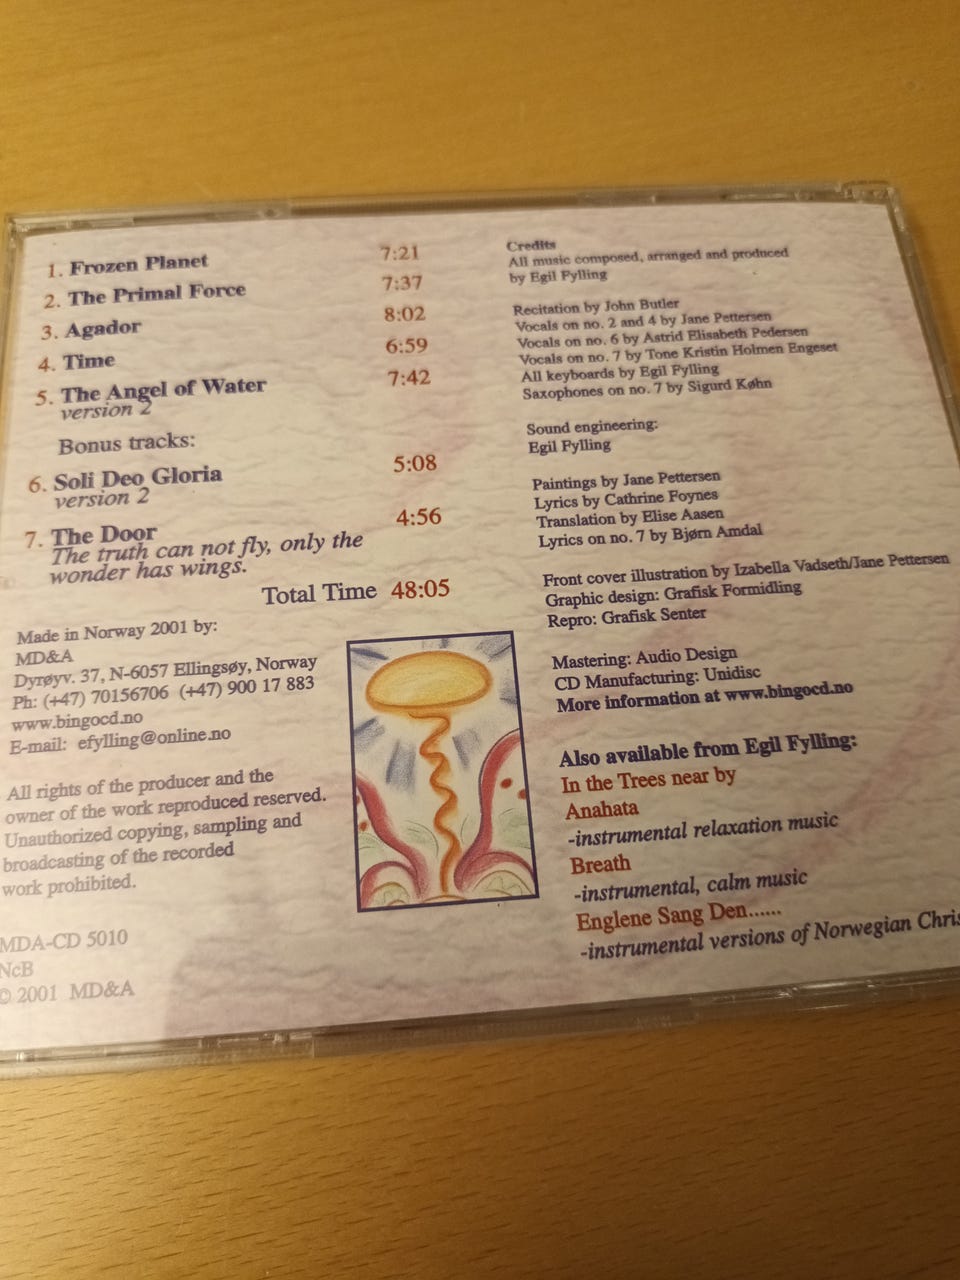 1. Frozen Planet 7:21
2. The Primal Force 7:37
3. Agador 8:02
4. Time 6:59
5. The Angel of Water 7:42
version 2
Bonus tracks:
6. Soli Deo Gloria 5:08
version 2
7. The Door 4:56
The truth can not fly, only the
wonder has wings.
Total Time 48:05
Made in Norway 2001 by:
MD&A
Dyrøyv. 37, N-6057 Ellingsøy, Norway
Ph: (+47) 70156706 (+47) 900 17 883
www.bingocd.no
E-mail: efylling@online.no
All rights of the producer and the
owner of the work reproduced reserved.
Unauthorized copying, sampling and
broadcasting of the recorded
work prohibited.
MDA-CD 5010
NcB
© 2001 MD&A
Credits
All music composed, arranged and produced
by Egil Fylling
Recitation by John Butler
Vocals on no. 2 and 4 by Jane Pettersen
Vocals on no. 6 by Astrid Elisabeth Pedersen
Vocals on no. 7 by Tone Kristin Holmen Engeset
All keyboards by Egil Fylling
Saxophones on no. 7 by Sigurd Køhn
Sound engineering:
Egil Fylling
Paintings by Jane Pettersen
Lyrics by Cathrine Foynes
Translation by Elise Aasen
Lyrics on no. 7 by Bjørn Amdal
Front cover illustration by Izabella Vadseth/Jane Pettersen
Graphic design: Grafisk Formidling
Repro: Grafisk Senter
Mastering: Audio Design
CD Manufacturing: Unidisc
More information at www.bingocd.no
Also available from Egil Fylling:
In the Trees near by
Anahata
-instrumental relaxation music
Breath
-instrumental, calm music
Englene Sang Den......
-instrumental versions of Norwegian Chris